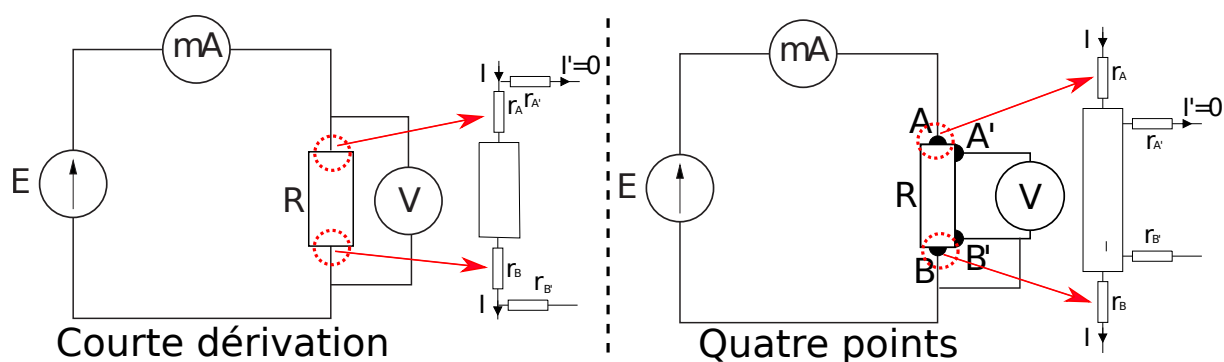 mA
E
R
V
I
I'=0
rA
rA'
rB
rB'
I
Courte dérivation
mA
E
A
A'
R
V
B
B'
I
rA
I'=0
rA'
I
rB'
rB
I
Quatre points